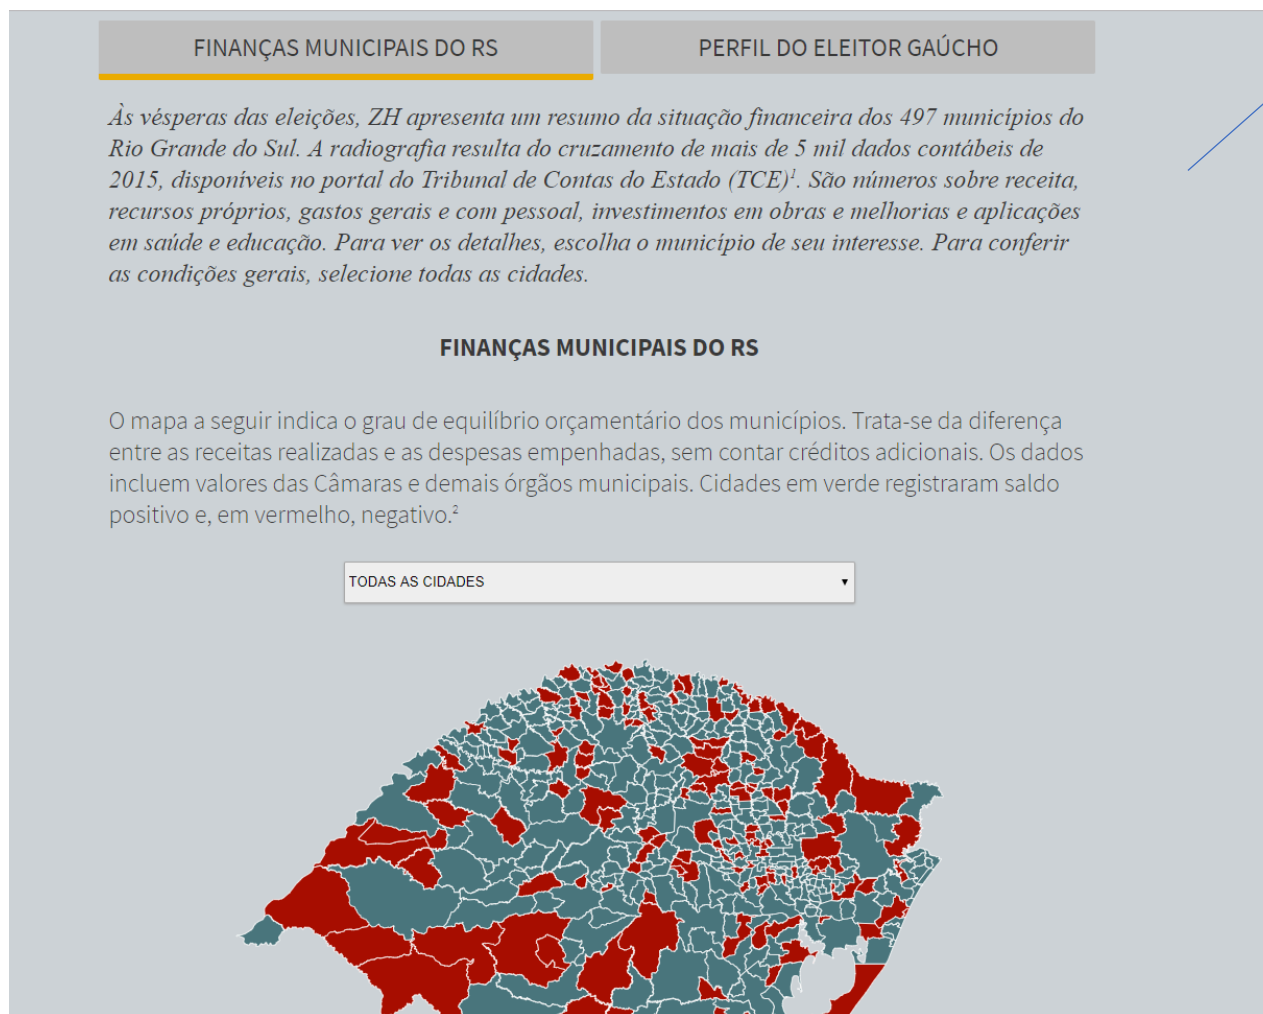 FINANÇAS MUNICIPAIS DO RS
PERFIL DO ELEITOR GAÚCHO
Às vésperas das eleições, ZH apresenta um resumo da situação financeira dos 497 municípios do
Rio Grande do Sul. A radiografia resulta do cruzamento de mais de 5 mil dados contábeis de
2015, disponíveis no portal do Tribunal de Contas do Estado (TCE)¹. São números sobre receita,
recursos próprios, gastos gerais e com pessoal, investimentos em obras e melhorias e aplicações
em saúde e educação. Para ver os detalhes, escolha o município de seu interesse. Para conferir
as condições gerais, selecione todas as cidades.
FINANÇAS MUNICIPAIS DO RS
O mapa a seguir indica o grau de equilíbrio orçamentário dos municípios. Trata-se da diferença
entre as receitas realizadas e as despesas empenhadas, sem contar créditos adicionais. Os dados
incluem valores das Câmaras e demais órgãos municipais. Cidades em verde registraram saldo
positivo e, em vermelho, negativo.²
TODAS AS CIDADES